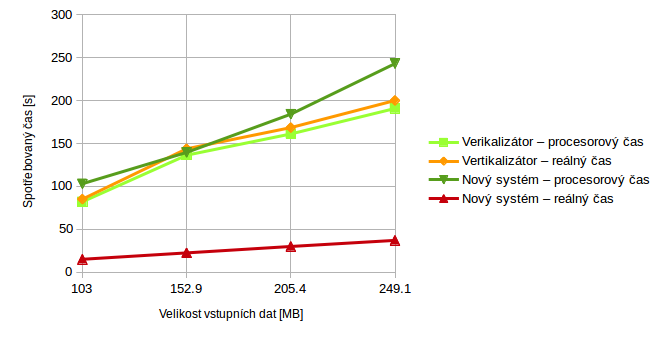 300
250
200
150
100
50
0
Spotřebovaný čas [s]
103 152.9 205.4 249.1
Velikost vstupních dat [MB]
Verikalizátor – procesorový čas
Vertikalizátor – reálný čas
Nový systém – procesorový čas
Nový systém – reálný čas